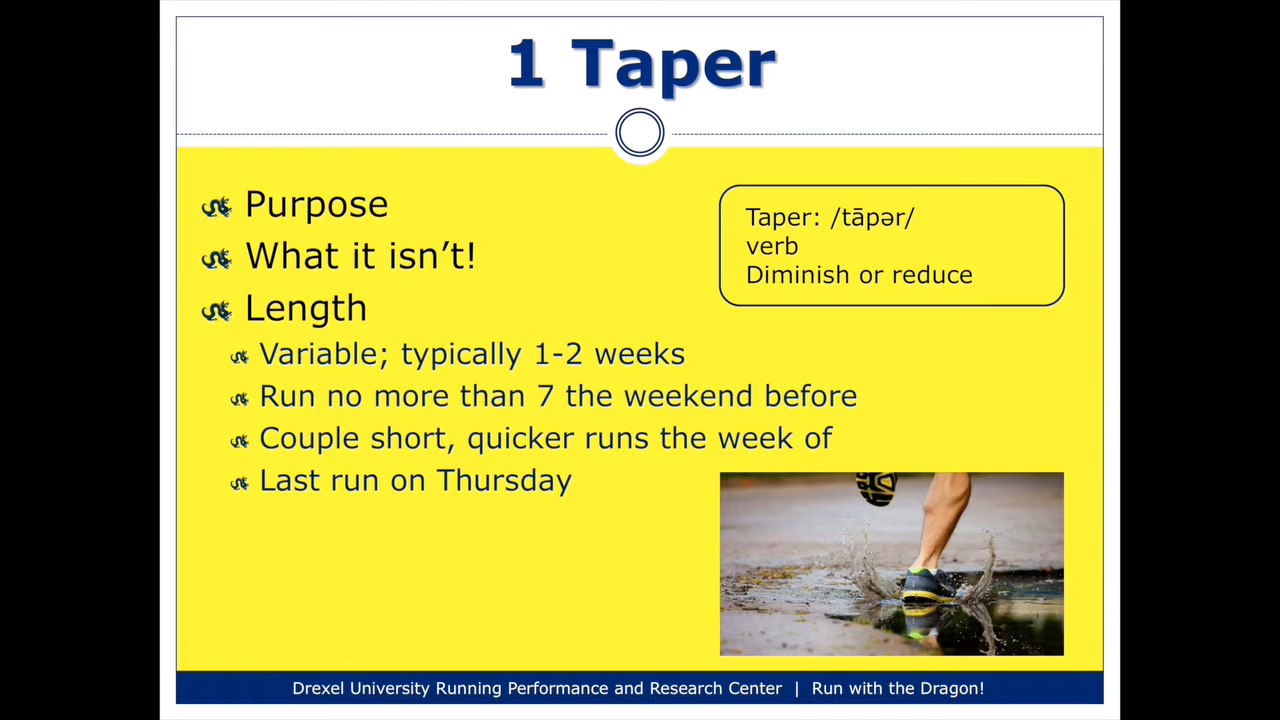 1 Taper
Purpose
What it isn’t!
Length
Variable; typically 1-2 weeks
Run no more than 7 the weekend before
Couple short, quicker runs the week of
Last run on Thursday
Taper: /tāpər/
verb
Diminish or reduce
Drexel University Running Performance and Research Center | Run with the Dragon!